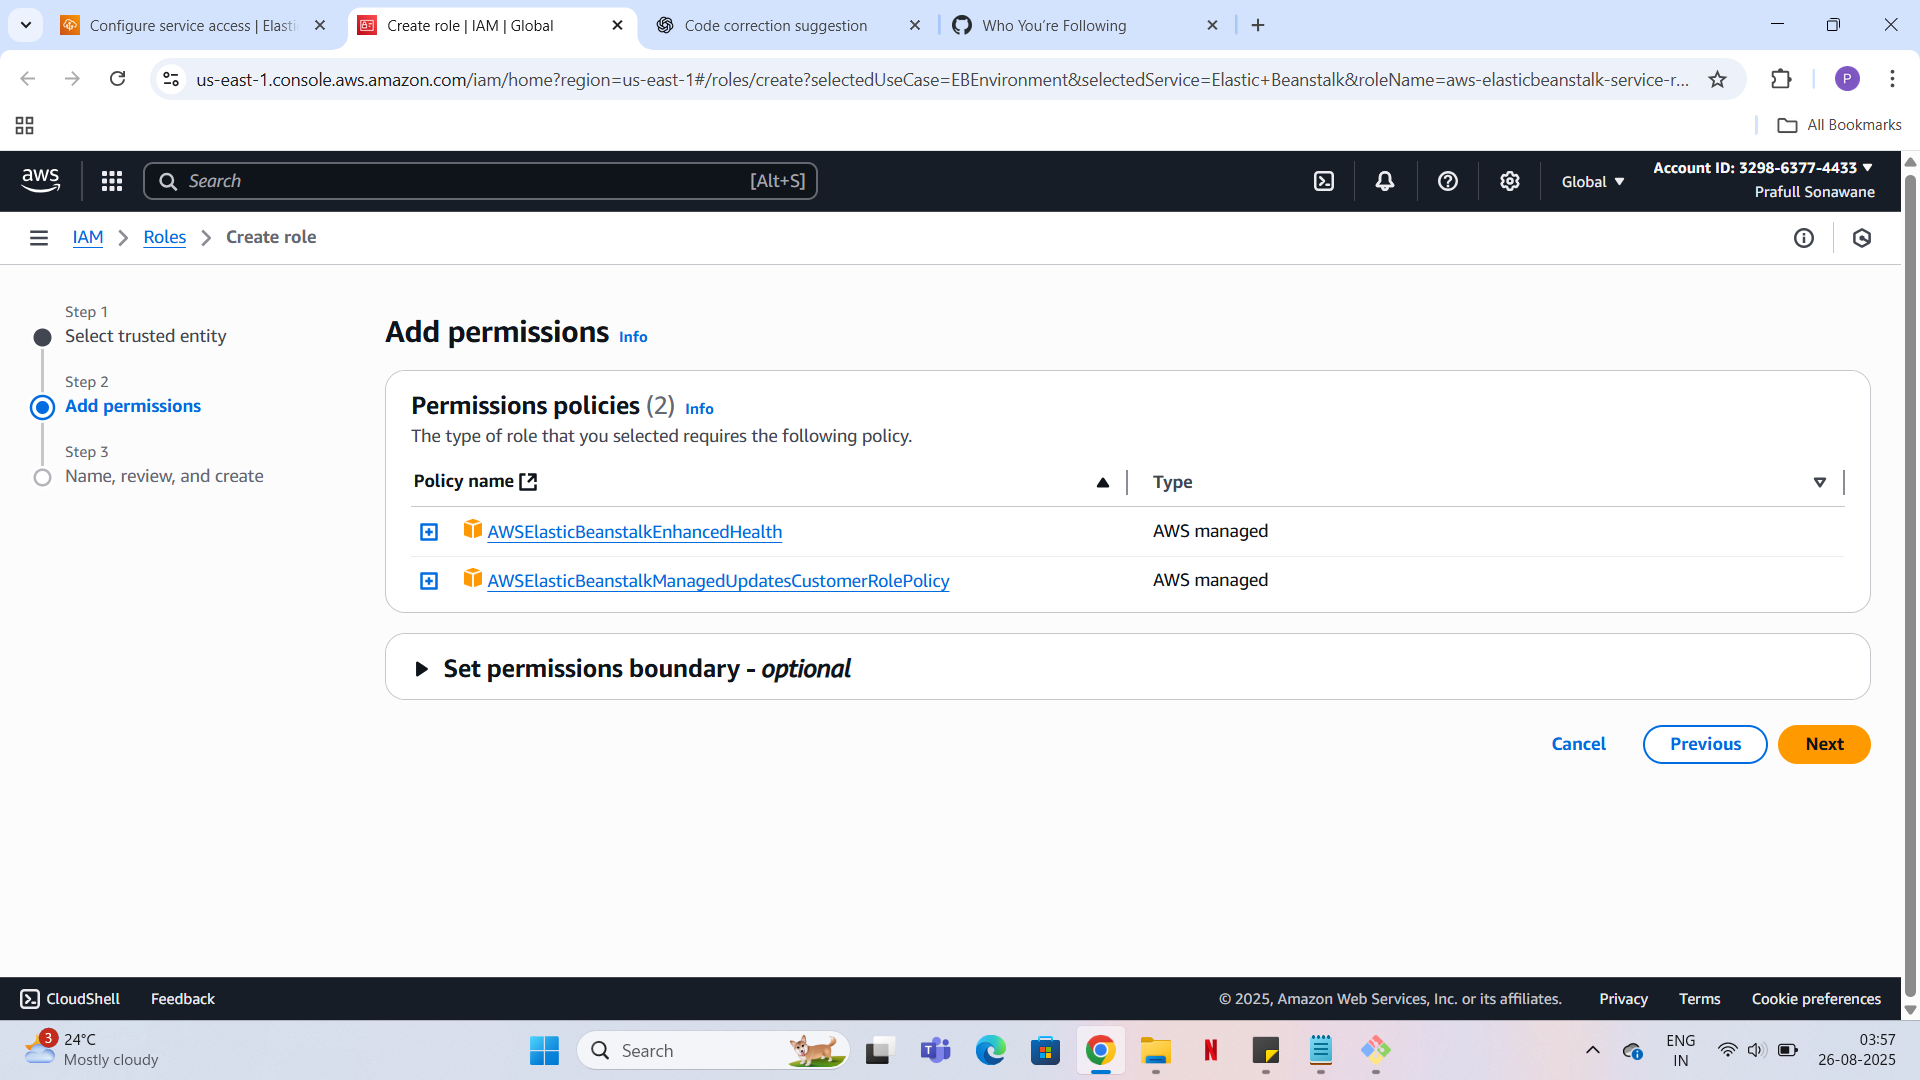 Configure service access | Elasti
Create role | IAM | Global
Code correction suggestion
Who You're Following
us-east-1.console.aws.amazon.com/iam/home?region=us-east-1#/roles/create?selectedUseCase=EBEnvironment&selectedService=Elastic+Beanstalk&roleName=aws-elasticbeanstalk-service-r...
P
All Bookmarks
aws
Search
[Alt+S]
Global
Account ID: 3298-6377-4433
Prafull Sonawane
IAM
Roles
Create role
Step 1
Select trusted entity
Step 2
Add permissions
Step 3
Name, review, and create
Add permissions Info
Permissions policies (2) Info
The type of role that you selected requires the following policy.
Policy name
Type
AWSElasticBeanstalkEnhancedHealth
AWS managed
AWSElasticBeanstalkManagedUpdatesCustomerRolePolicy
AWS managed
Set permissions boundary - optional
Cancel
Previous
Next
CloudShell
Feedback
© 2025, Amazon Web Services, Inc. or its affiliates.
Privacy
Terms
Cookie preferences
3
24°C
Mostly cloudy
Search
N
ENG
IN
03:57
26-08-2025